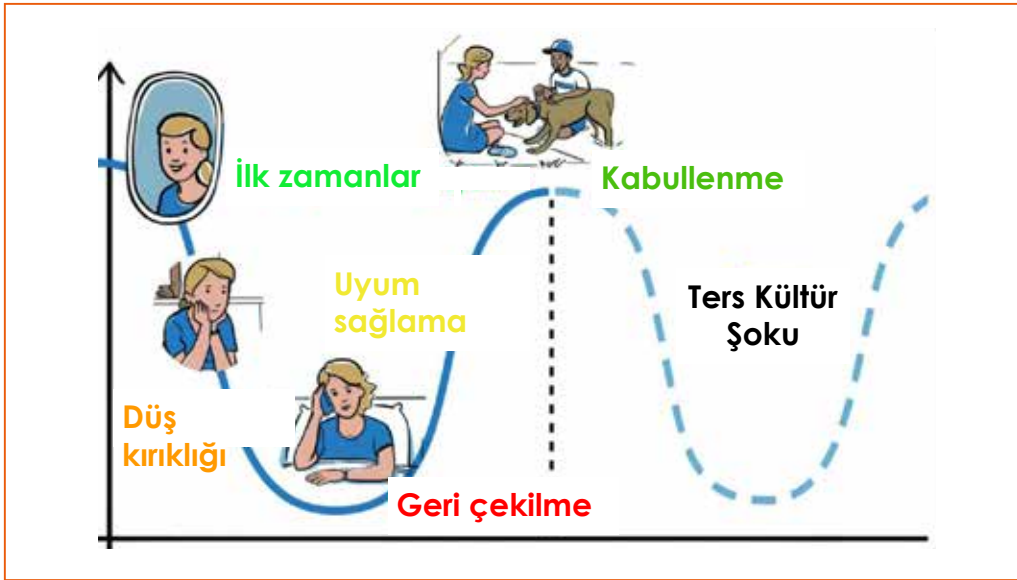 İlk zamanlar
Kabullenme
Uyum
sağlama
Ters Kültür
Şoku
Düş
kırıklığı
Geri çekilme